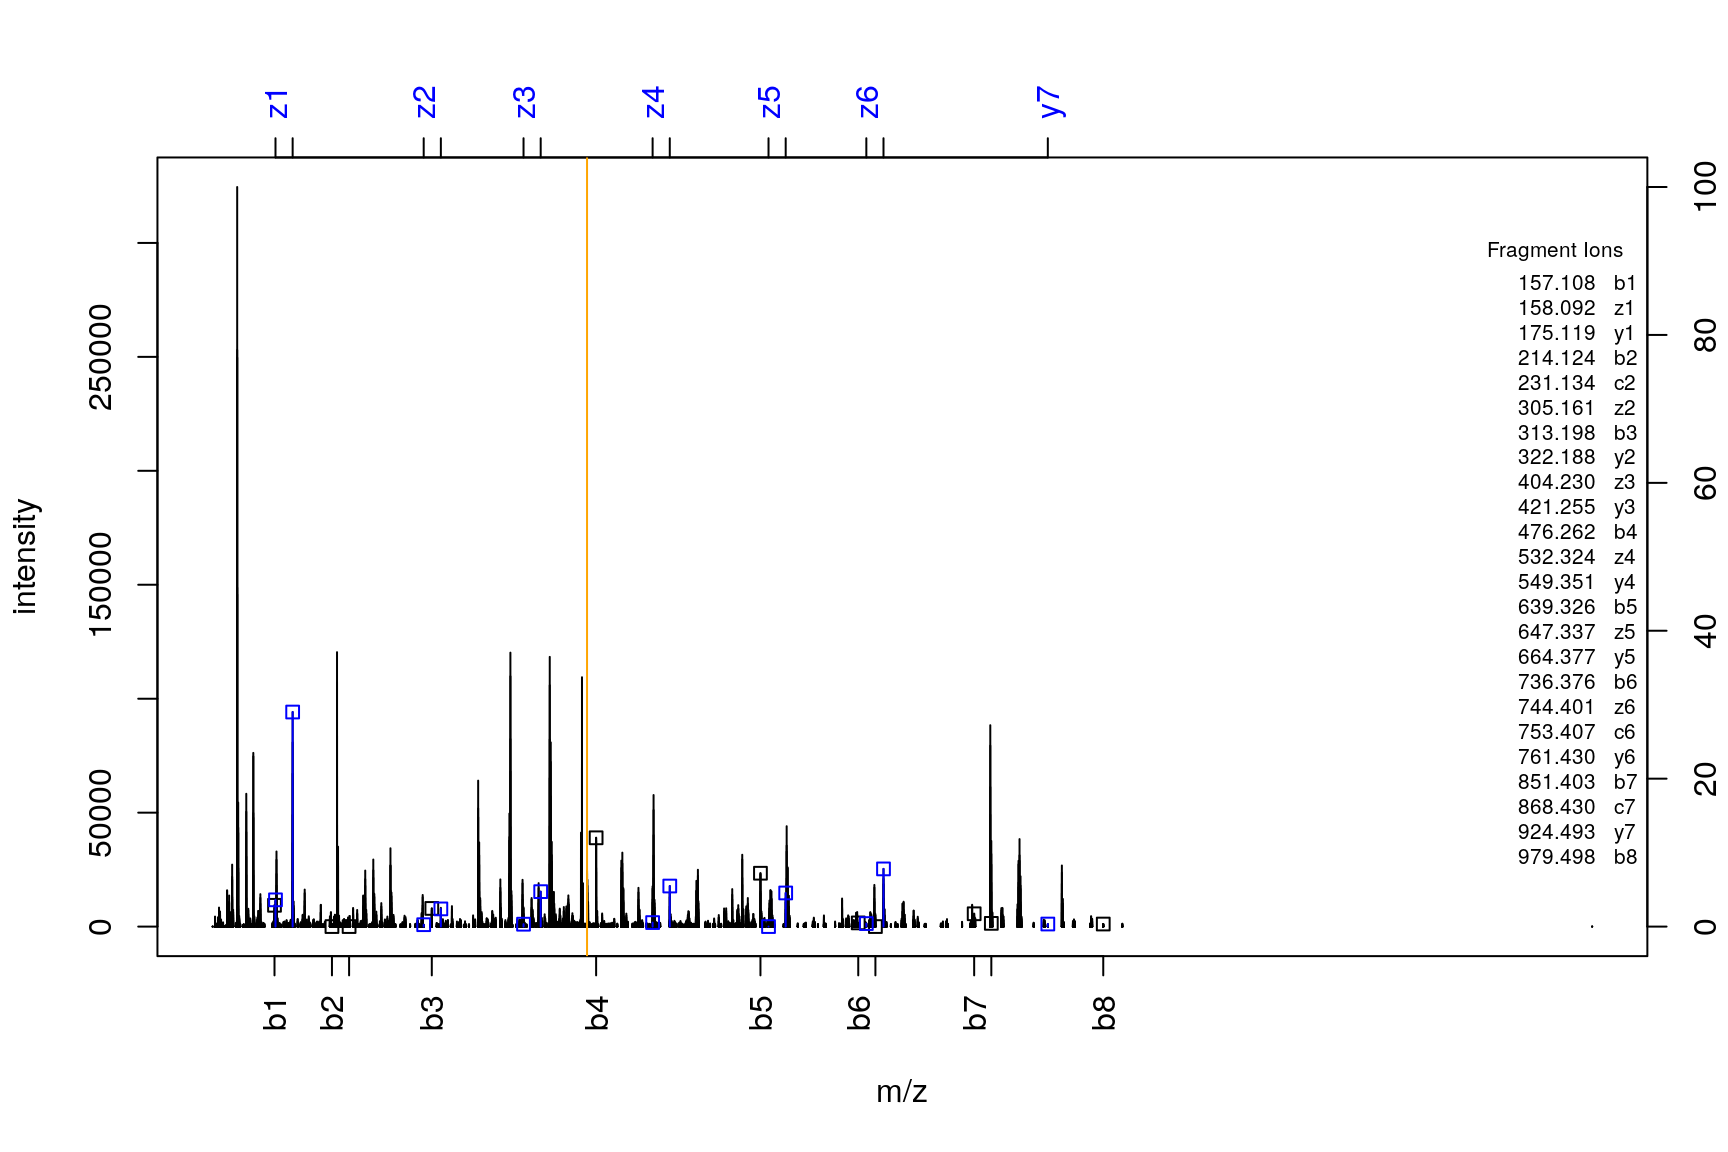 z1 z2 z3 z4 z5 z6 y7
intensity
0 50000 150000 250000
0 20 40 60 80 100
Fragment Ions
157.108 b1
158.092 z1
175.119 y1
214.124 b2
231.134 c2
305.161 z2
313.198 b3
322.188 y2
404.230 z3
421.255 y3
476.262 b4
532.324 z4
549.351 y4
639.326 b5
647.337 z5
664.377 y5
736.376 b6
744.401 z6
753.407 c6
761.430 y6
851.403 b7
868.430 c7
924.493 y7
979.498 b8
b1 b2 b3 b4 b5 b6 b7 b8
m/z